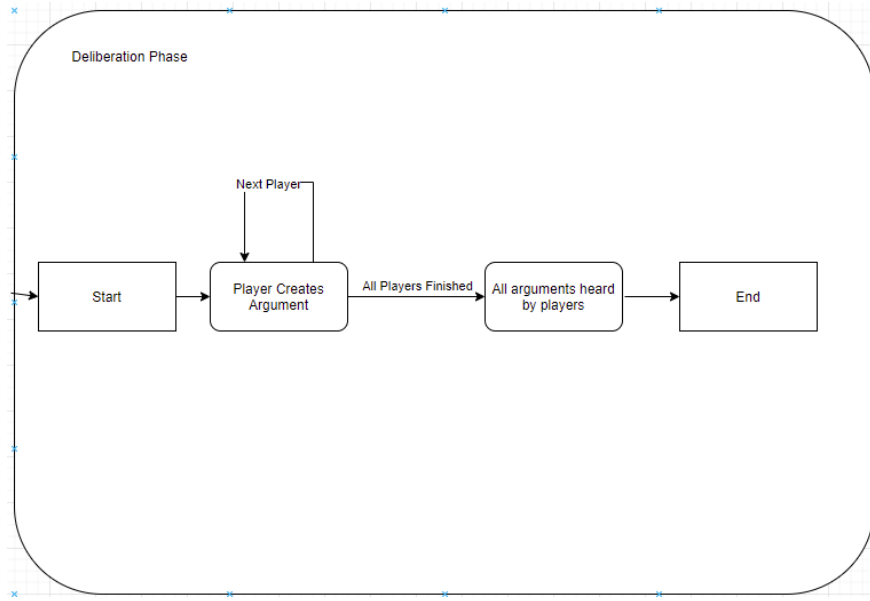 Deliberation Phase
Next Player
Start
Player Creates
Argument
All Players Finished
All arguments heard
by players
End